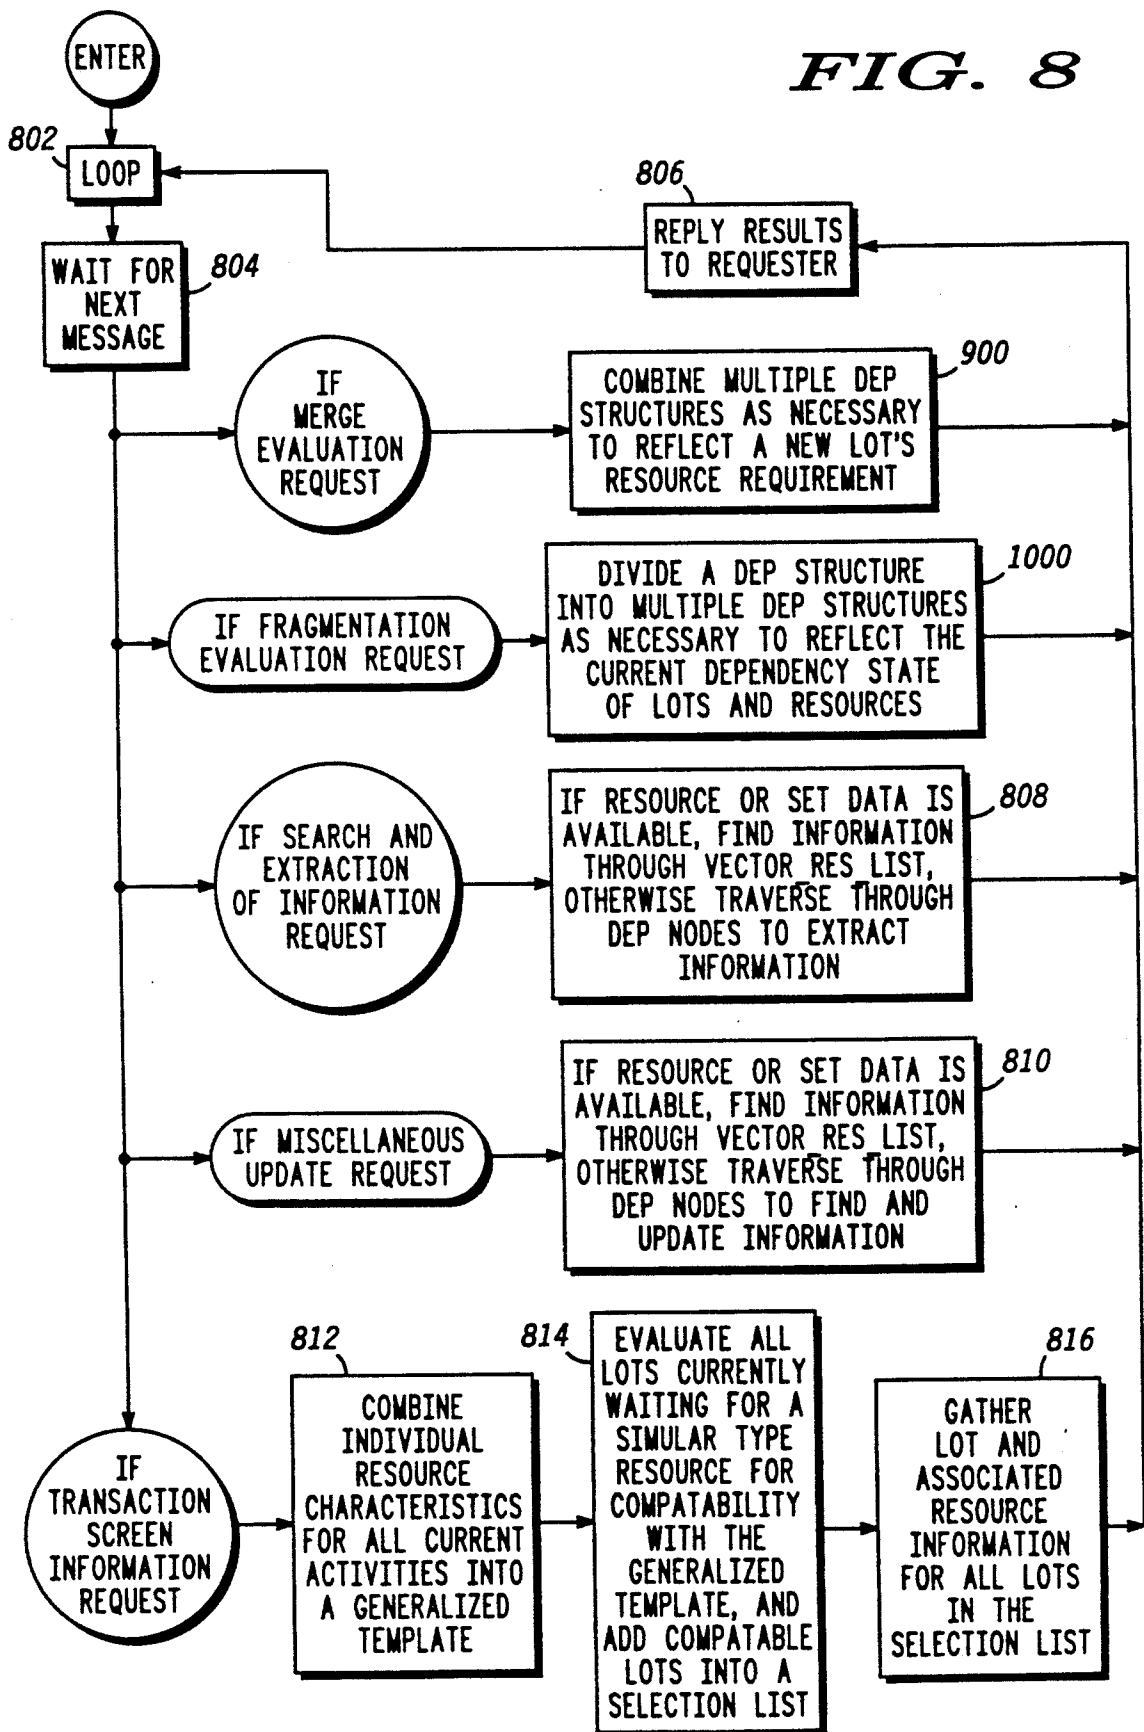 ENTER
FIG. 8
802
LOOP
806
REPLY RESULTS
TO REQUESTER
WAIT FOR
NEXT
MESSAGE
804
IF
MERGE
EVALUATION
REQUEST
900
COMBINE MULTIPLE DEP
STRUCTURES AS NECESSARY
TO REFLECT A NEW LOT'S
RESOURCE REQUIREMENT
IF FRAGMENTATION
EVALUATION REQUEST
1000
DIVIDE A DEP STRUCTURE
INTO MULTIPLE DEP STRUCTURES
AS NECESSARY TO REFLECT THE
CURRENT DEPENDENCY STATE
OF LOTS AND RESOURCES
IF SEARCH AND
EXTRACTION
OF INFORMATION
REQUEST
808
IF RESOURCE OR SET DATA IS
AVAILABLE, FIND INFORMATION
THROUGH VECTOR_RES_LIST,
OTHERWISE TRAVERSE THROUGH
DEP NODES TO EXTRACT
INFORMATION
IF MISCELLANEOUS
UPDATE REQUEST
810
IF RESOURCE OR SET DATA IS
AVAILABLE, FIND INFORMATION
THROUGH VECTOR_RES_LIST,
OTHERWISE TRAVERSE THROUGH
DEP NODES TO FIND AND
UPDATE INFORMATION
IF
TRANSACTION
SCREEN
INFORMATION
REQUEST
812
COMBINE
INDIVIDUAL
RESOURCE
CHARACTERISTICS
FOR ALL CURRENT
ACTIVITIES INTO
A GENERALIZED
TEMPLATE
814
EVALUATE ALL
LOTS CURRENTLY
WAITING FOR A
SIMULAR TYPE
RESOURCE FOR
COMPATABILITY
WITH THE
GENERALIZED
TEMPLATE, AND
ADD COMPATABLE
LOTS INTO A
SELECTION LIST
816
GATHER
LOT AND
ASSOCIATED
RESOURCE
INFORMATION
FOR ALL LOTS
IN THE
SELECTION LIST